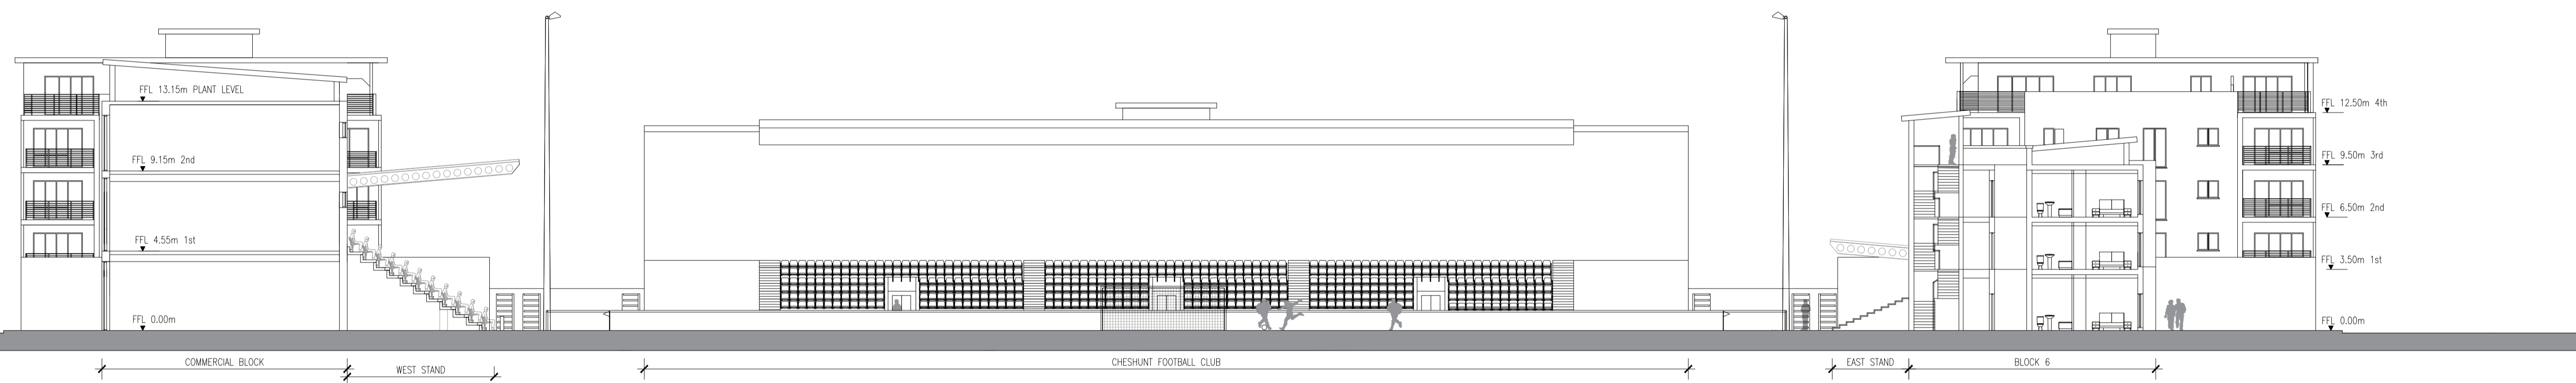 FFL 13.15m PLANT LEVEL
FFL 9.15m 2nd
FFL 4.55m 1st
FFL 0.00m
FFL 12.50m 4th
FFL 9.50m 3rd
FFL 6.50m 2nd
FFL 3.50m 1st
FFL 0.00m
COMMERCIAL BLOCK
WEST STAND
CHESHUNT FOOTBALL CLUB
EAST STAND
BLOCK 6